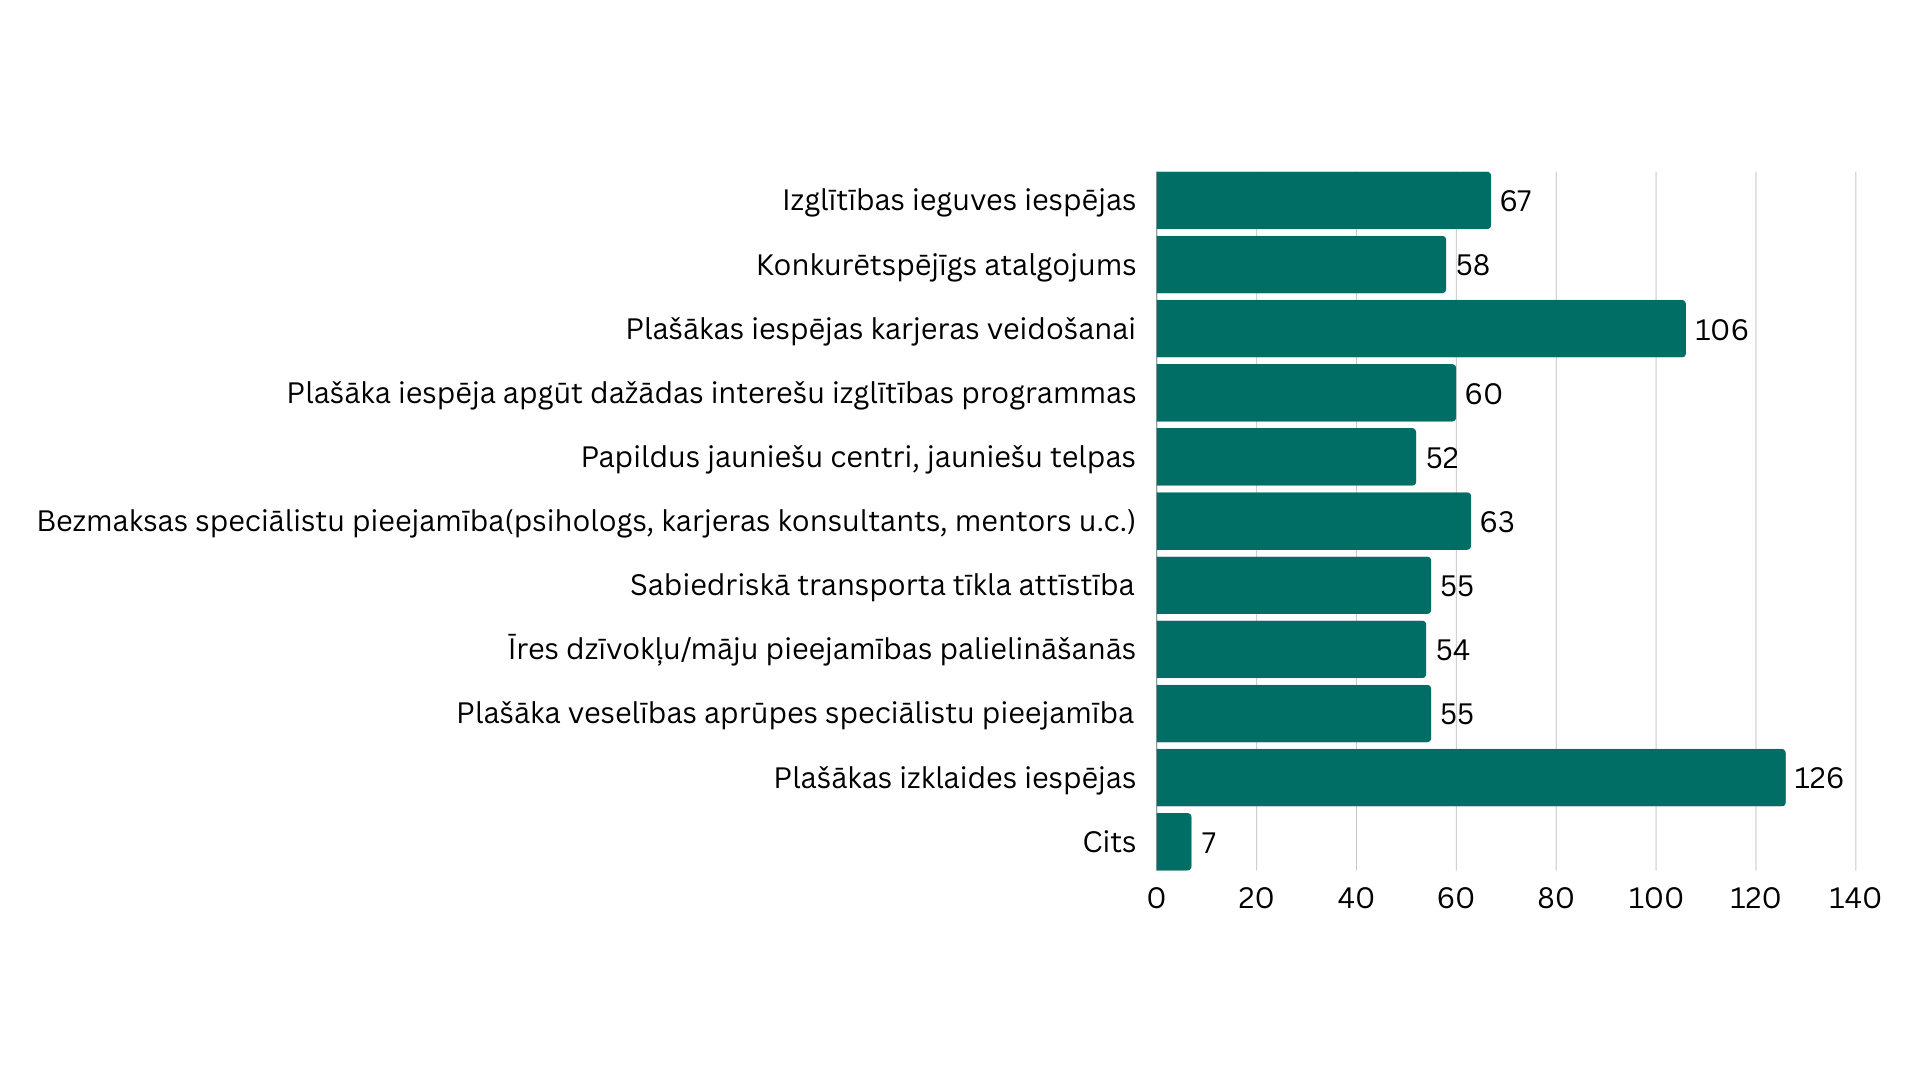 Izglītības ieguves iespējas 67
Konkurētspējīgs atalgojums 58
Plašākas iespējas karjeras veidošanai 106
Plašāka iespēja apgūt dažādas interešu izglītības programmas 60
Papildus jauniešu centri, jauniešu telpas 52
Bezmaksas speciālistu pieejamība(psihologs, karjeras konsultants, mentors u.c.) 63
Sabiedriskā transporta tīkla attīstība 55
Īres dzīvokļu/māju pieejamības palielināšanās 54
Plašāka veselības aprūpes speciālistu pieejamība 55
Plašākas izklaides iespējas 126
Cits 7
0 20 40 60 80 100 120 140